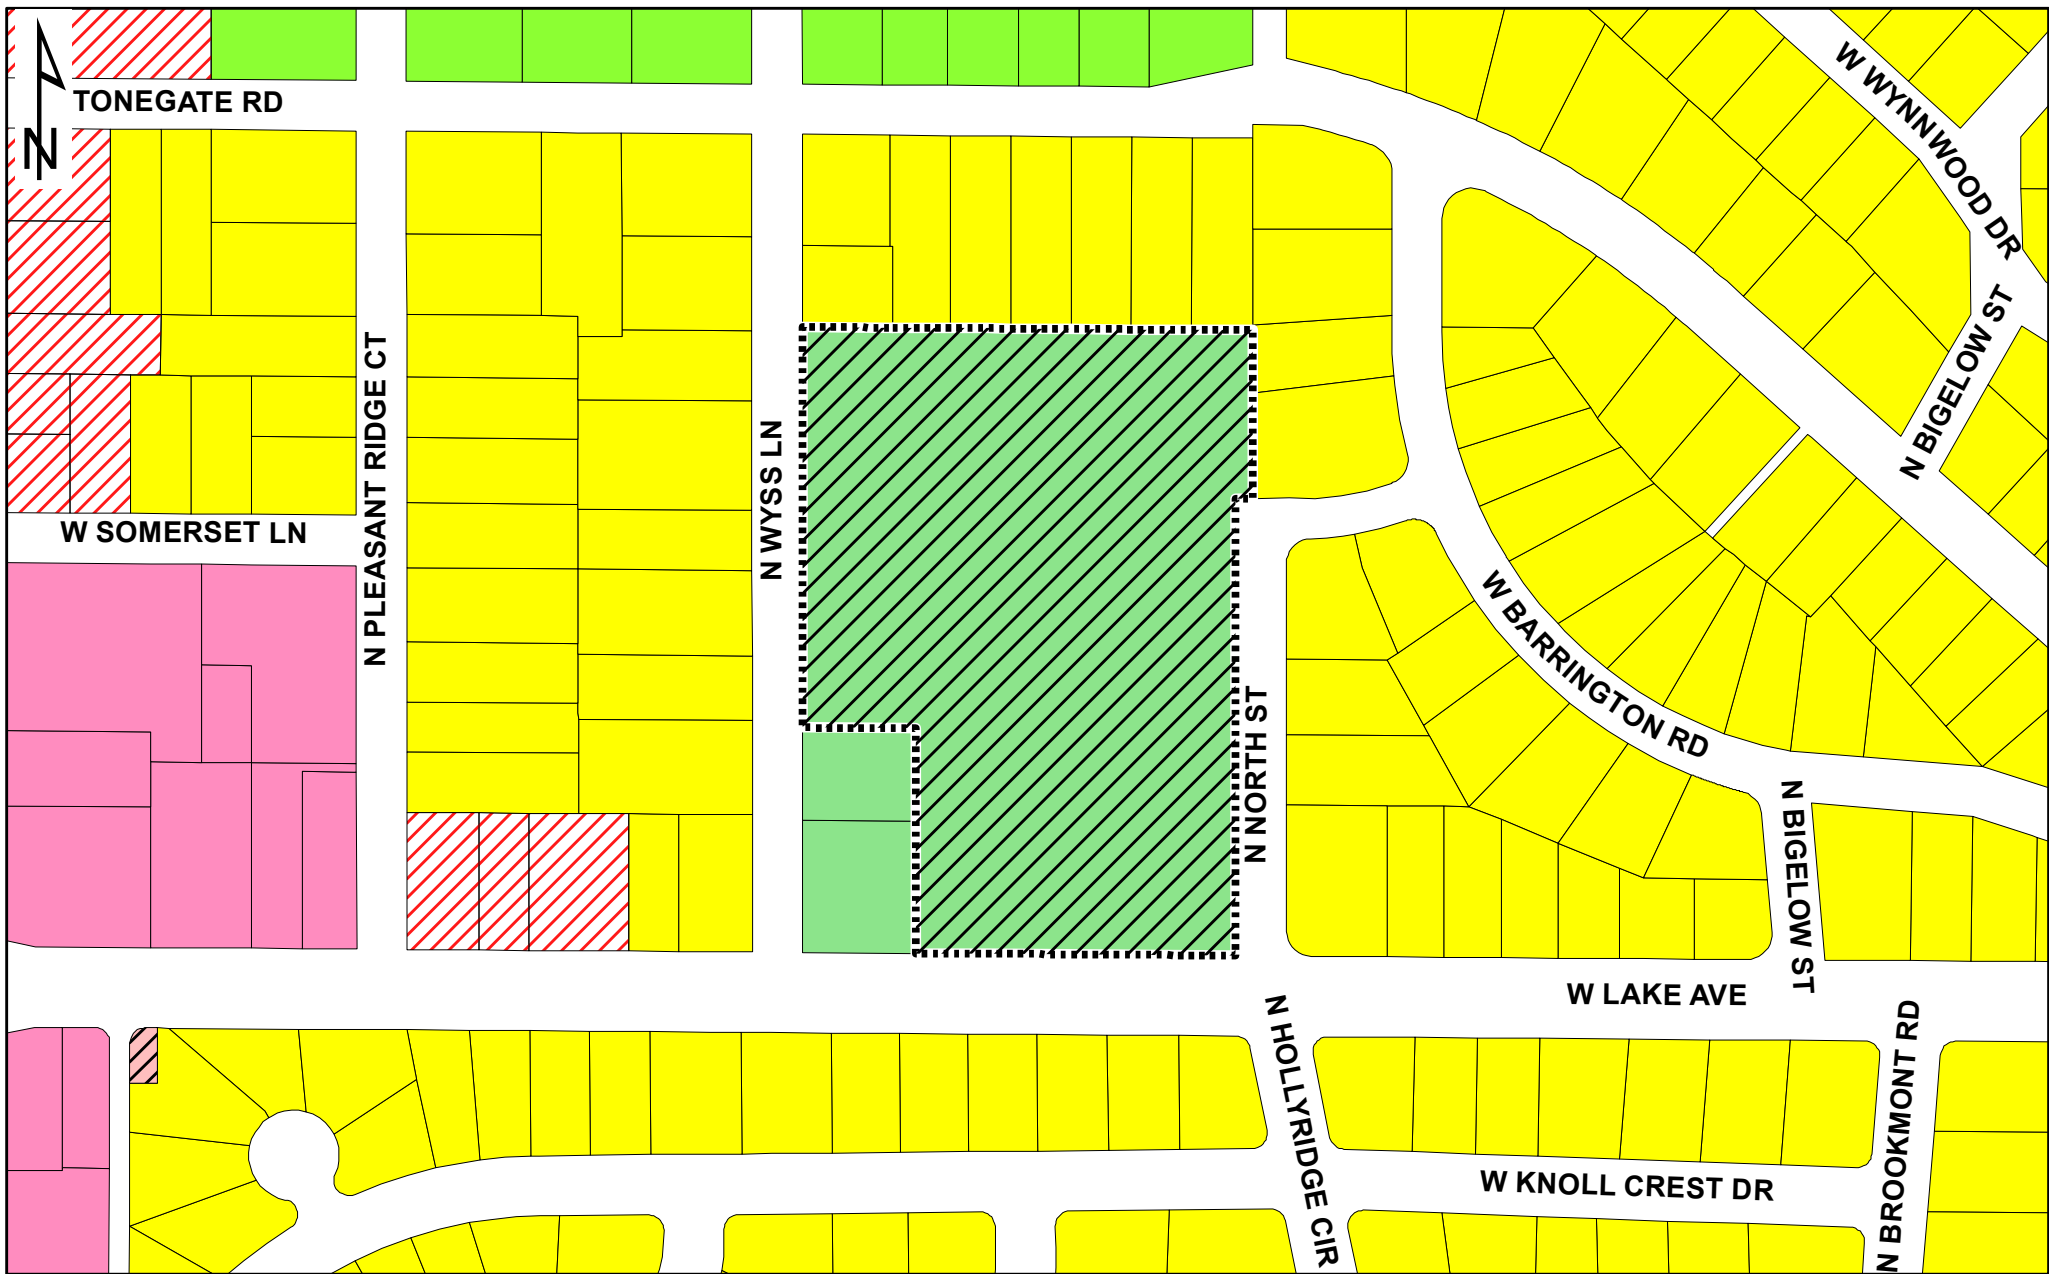 W WYNNWOOD DR
TONEGATE RD
N
N BIGELOW ST
N PLEASANT RIDGE CT
N WYSS LN
W SOMERSET LN
W BARRINGTON RD
N NORTH ST
N BIGELOW ST
W LAKE AVE
N HOLLYRIDGE CIR
N BROOKMONT RD
W KNOLL CREST DR